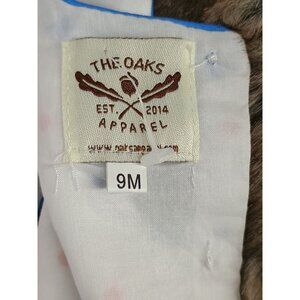 THE OAKS
EST. 2014
APPAREL
9M